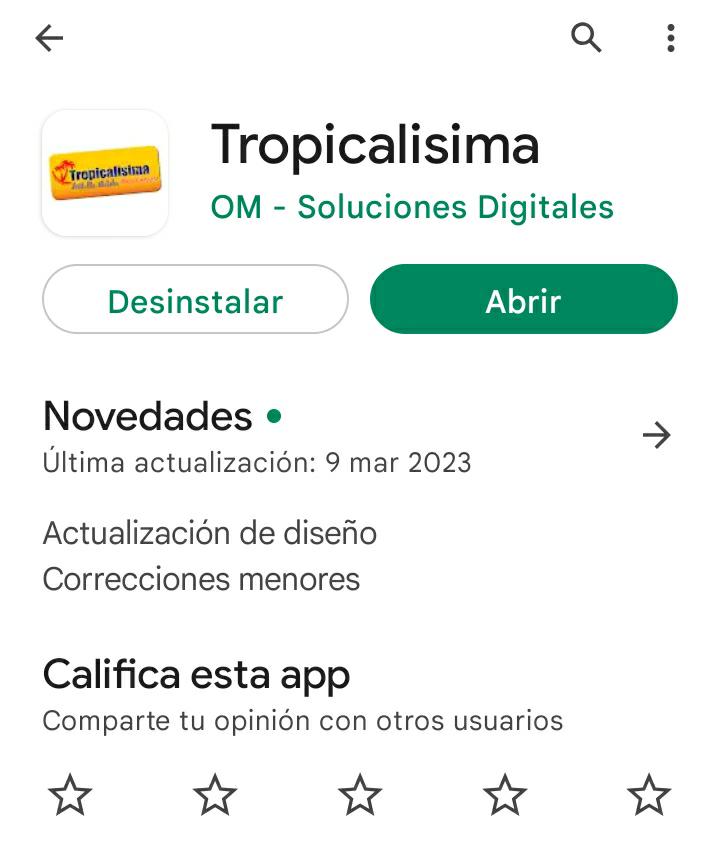 Tropicalisima
Tropicalisima
OM - Soluciones Digitales
Desinstalar
Abrir
Novedades
Última actualización: 9 mar 2023
Actualización de diseño
Correcciones menores
Califica esta app
Comparte tu opinión con otros usuarios